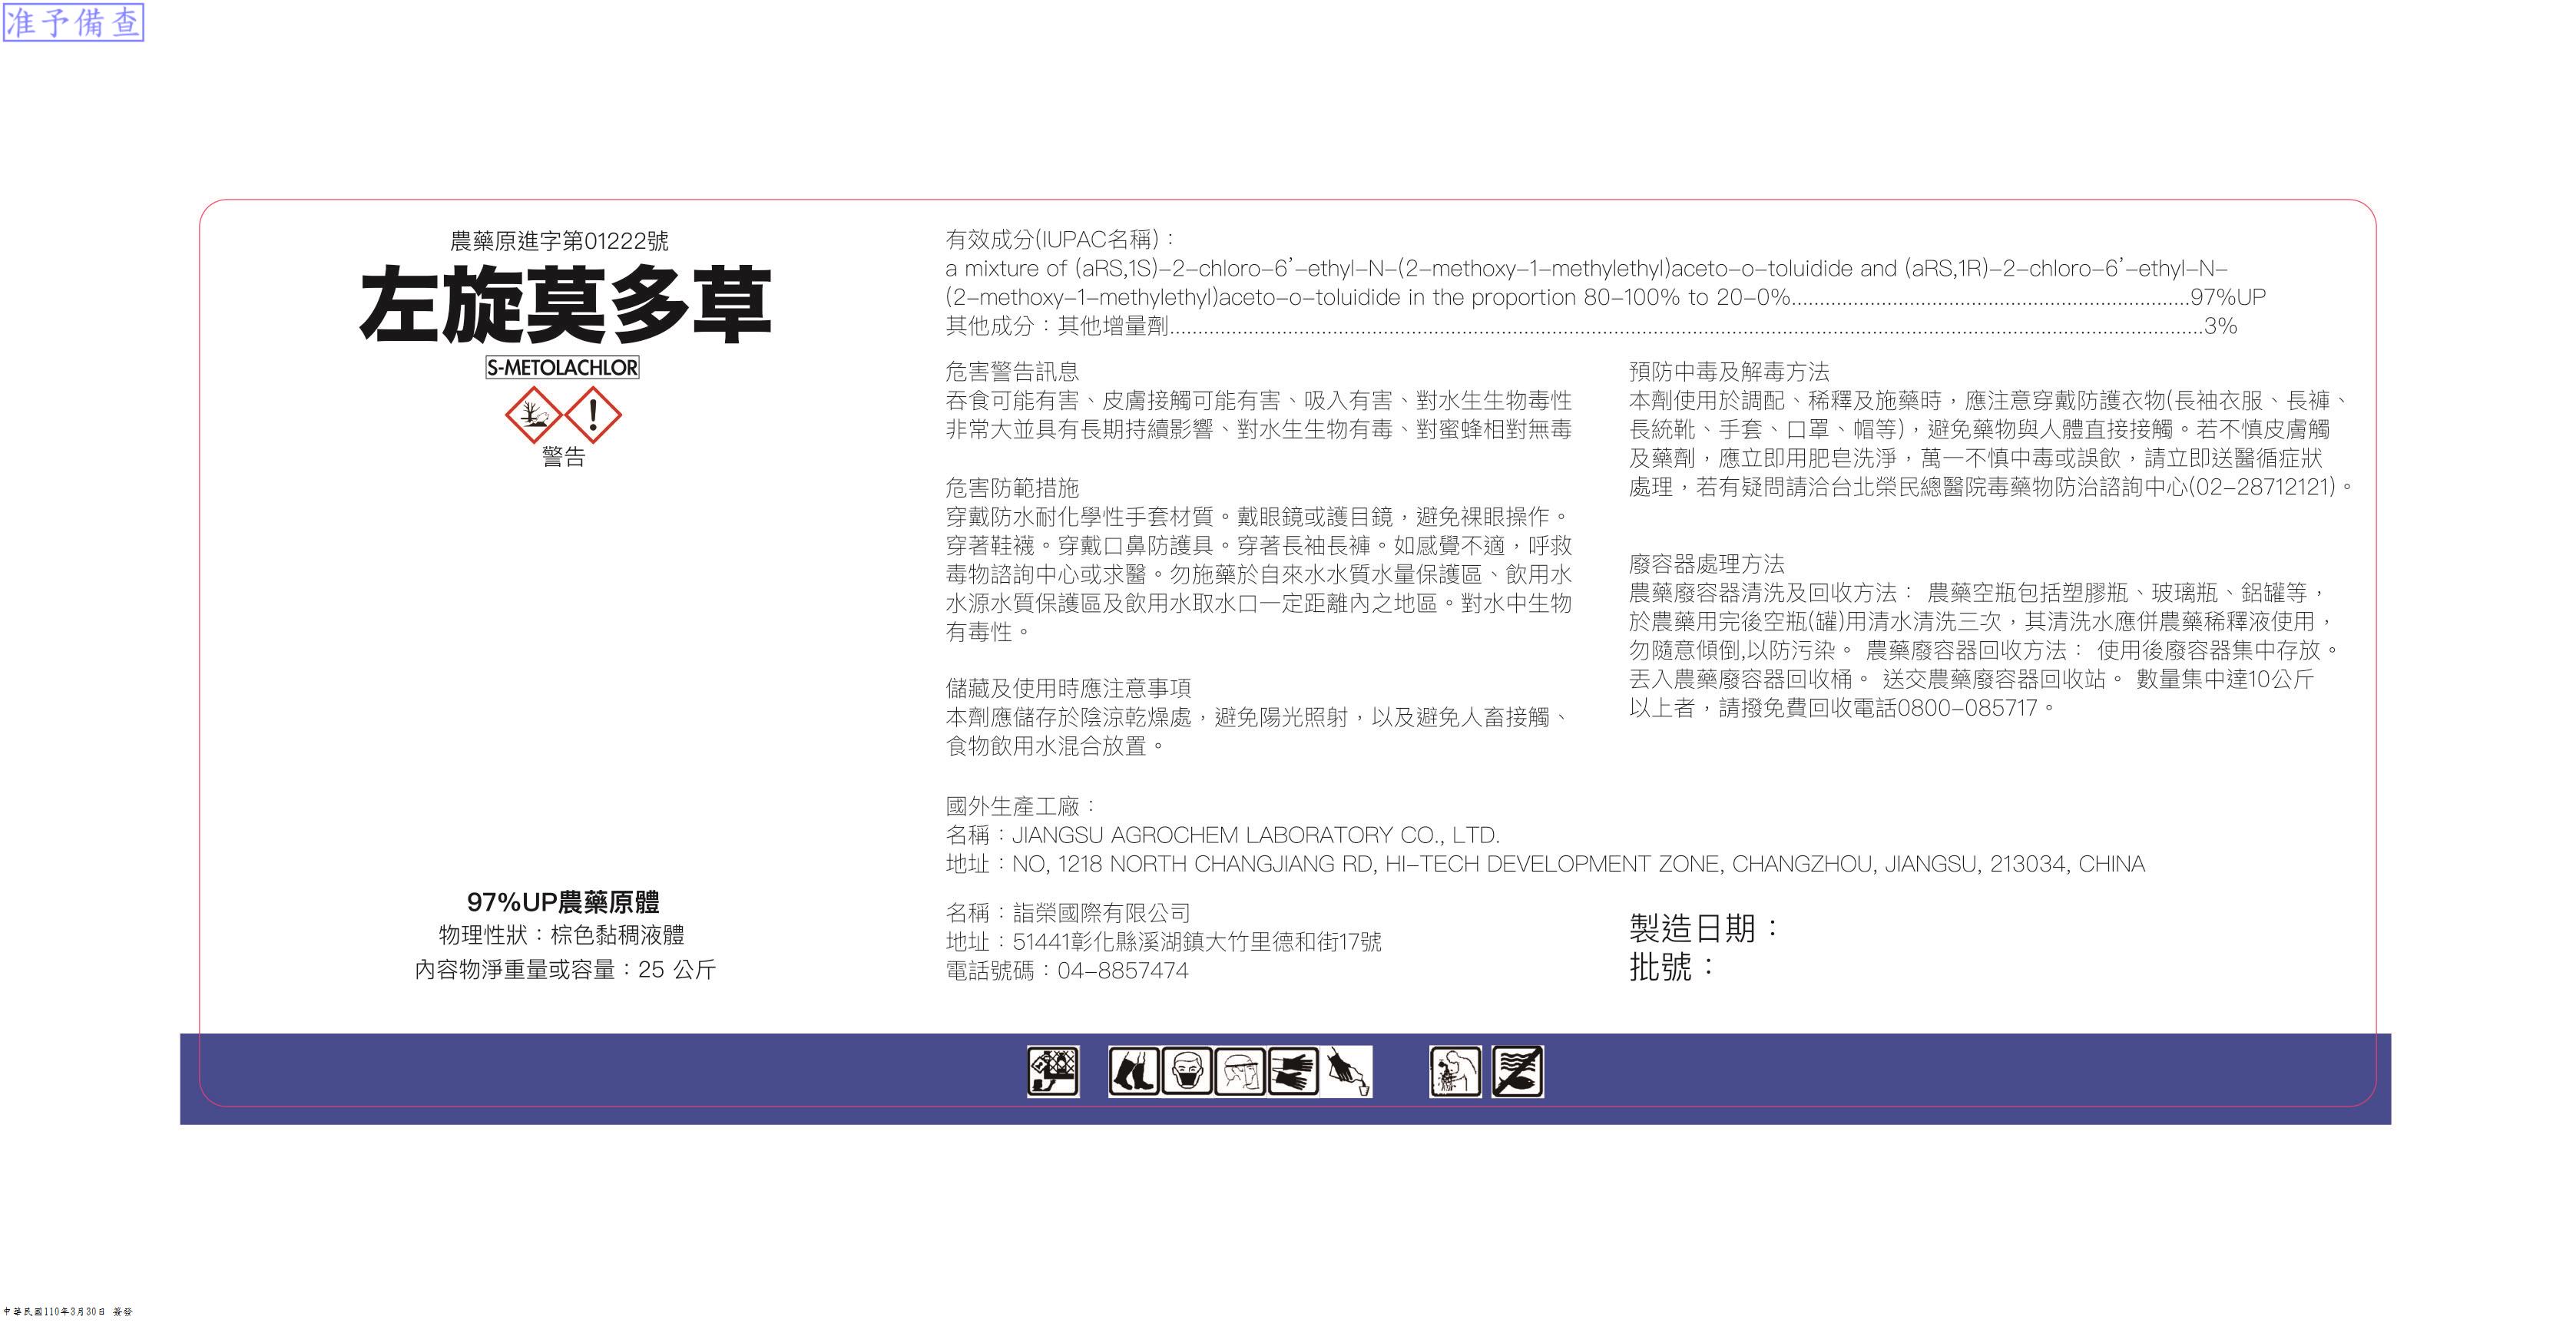 准予備查
農藥原進字第01222號
左旋莫多草
S-METOLACHLOR
警告
97%UP農藥原體
物理性狀：棕色黏稠液體
內容物淨重量或容量：25 公斤
有效成分(IUPAC名稱)：
a mixture of (aRS,1S)-2-chloro-6’-ethyl-N-(2-methoxy-1-methylethyl)aceto-o-toluidide and (aRS,1R)-2-chloro-6’-ethyl-N-
(2-methoxy-1-methylethyl)aceto-o-toluidide in the proportion 80-100% to 20-0%..........................................................97%UP
其他成分：其他增量劑..........................................................................................................................................................3%
危害警告訊息
吞食可能有害、皮膚接觸可能有害、吸入有害、對水生生物毒性
非常大並具有長期持續影響、對水生生物有毒、對蜜蜂相對無毒
危害防範措施
穿戴防水耐化學性手套材質。戴眼鏡或護目鏡，避免裸眼操作。
穿著鞋襪。穿戴口鼻防護具。穿著長袖長褲。如感覺不適，呼救
毒物諮詢中心或求醫。勿施藥於自來水水質水量保護區、飲用水
水源水質保護區及飲用水取水口一定距離內之地區。對水中生物
有毒性。
儲藏及使用時應注意事項
本劑應儲存於陰涼乾燥處，避免陽光照射，以及避免人畜接觸、
食物飲用水混合放置。
預防中毒及解毒方法
本劑使用於調配、稀釋及施藥時，應注意穿戴防護衣物(長袖衣服、長褲、
長統靴、手套、口罩、帽等)，避免藥物與人體直接接觸。若不慎皮膚觸
及藥劑，應立即用肥皂洗淨，萬一不慎中毒或誤飲，請立即送醫循症狀
處理，若有疑問請洽台北榮民總醫院毒藥物防治諮詢中心(02-28712121)。
廢容器處理方法
農藥廢容器清洗及回收方法： 農藥空瓶包括塑膠瓶、玻璃瓶、鋁罐等，
於農藥用完後空瓶(罐)用清水清洗三次，其清洗水應併農藥稀釋液使用，
勿隨意傾倒,以防污染。 農藥廢容器回收方法： 使用後廢容器集中存放。
丟入農藥廢容器回收桶。 送交農藥廢容器回收站。 數量集中達10公斤
以上者，請撥免費回收電話0800-085717。
國外生產工廠：
名稱：JIANGSU AGROCHEM LABORATORY CO., LTD.
地址：NO, 1218 NORTH CHANGJIANG RD, HI-TECH DEVELOPMENT ZONE, CHANGZHOU, JIANGSU, 213034, CHINA
名稱：詣榮國際有限公司
地址：51441彰化縣溪湖鎮大竹里德和街17號
電話號碼：04-8857474
製造日期：
批號：
中華民國110年3月30日 簽發